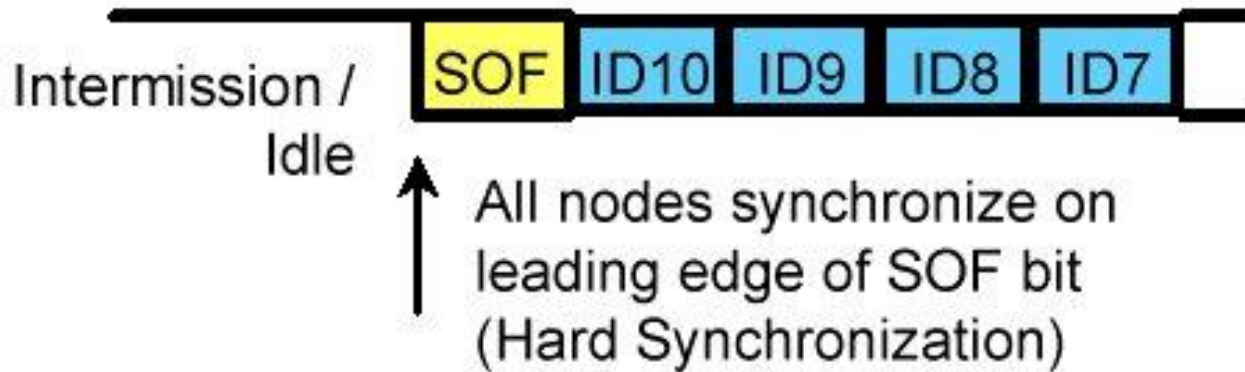 Intermission /
Idle
SOF ID10 ID9 ID8 ID7
All nodes synchronize on
leading edge of SOF bit
(Hard Synchronization)